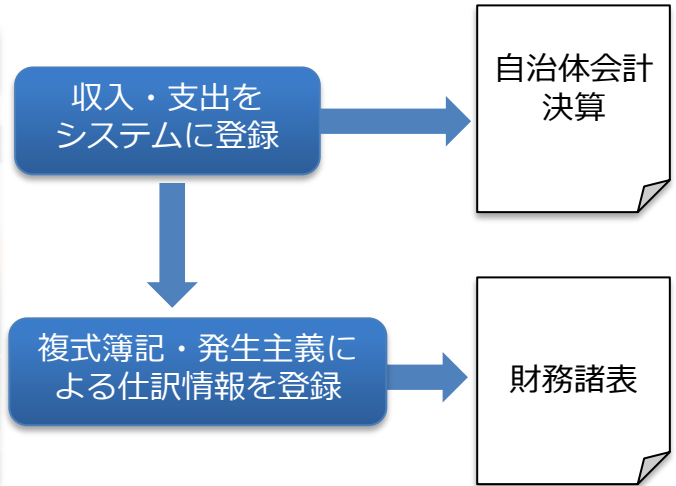 収入・支出を
システムに登録
自治体会計
決算
複式簿記・発生主義に
よる仕訳情報を登録
財務諸表